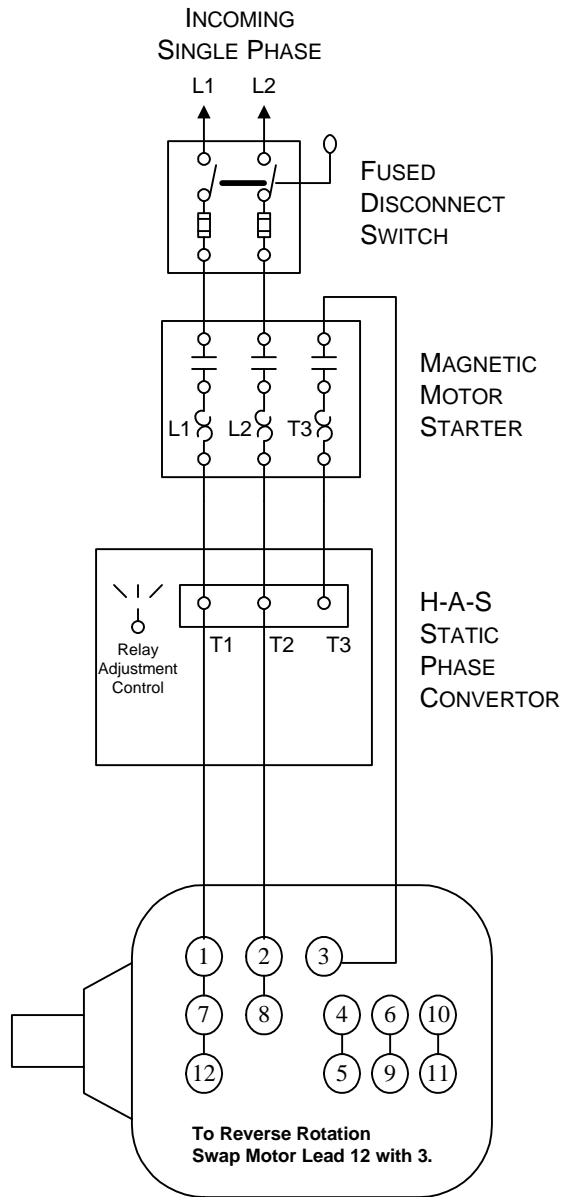 INCOMING
SINGLE PHASE
L1 L2
FUSED
DISCONNECT
SWITCH
MAGNETIC
MOTOR
STARTER
L1 L2 T3
H-A-S
STATIC
PHASE
CONVERTOR
T1 T2 T3
Relay
Adjustment
Control
1 2 3
7 8 4 6 10
12 5 9 11
To Reverse Rotation
Swap Motor Lead 12 with 3.